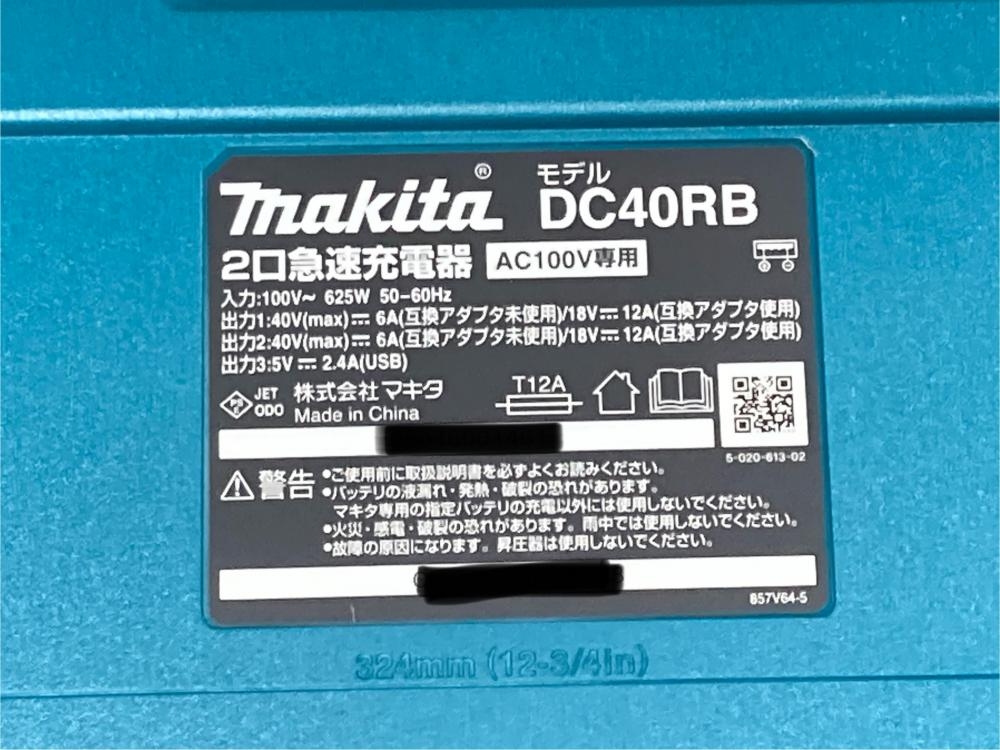 makita® モデル DC40RB
2口急速充電器 AC100V専用
入力:100V～ 625W 50-60Hz
出力1:40V(max)⎓ 6A(互換アダプタ未使用)/18V⎓ 12A(互換アダプタ使用)
出力2:40V(max)⎓ 6A(互換アダプタ未使用)/18V⎓ 12A(互換アダプタ使用)
出力3:5V⎓ 2.4A(USB)
PS E JET ODO 株式会社 マキタ
Made in China
T12A
5-020-613-02
警告
•ご使用前に取扱説明書を必ずよくお読みください。
•バッテリの液漏れ・発熱・破裂の恐れがあります。
マキタ専用の指定バッテリの充電以外には使用しないでください。
•火災・感電・破裂の恐れがあります。雨中では使用しないでください。
•故障の原因になります。昇圧器は使用しないでください。
857V64-5
324mm (12-3/4in)